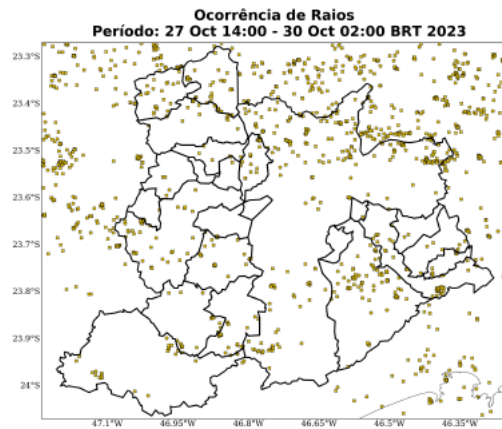 Ocorrência de Raios
Período: 27 Oct 14:00 - 30 Oct 02:00 BRT 2023
23.3°S
23.4°S
23.5°S
23.6°S
23.7°S
23.8°S
23.9°S
24°S
47.1°W
46.95°W
46.8°W
46.65°W
46.5°W
46.35°W